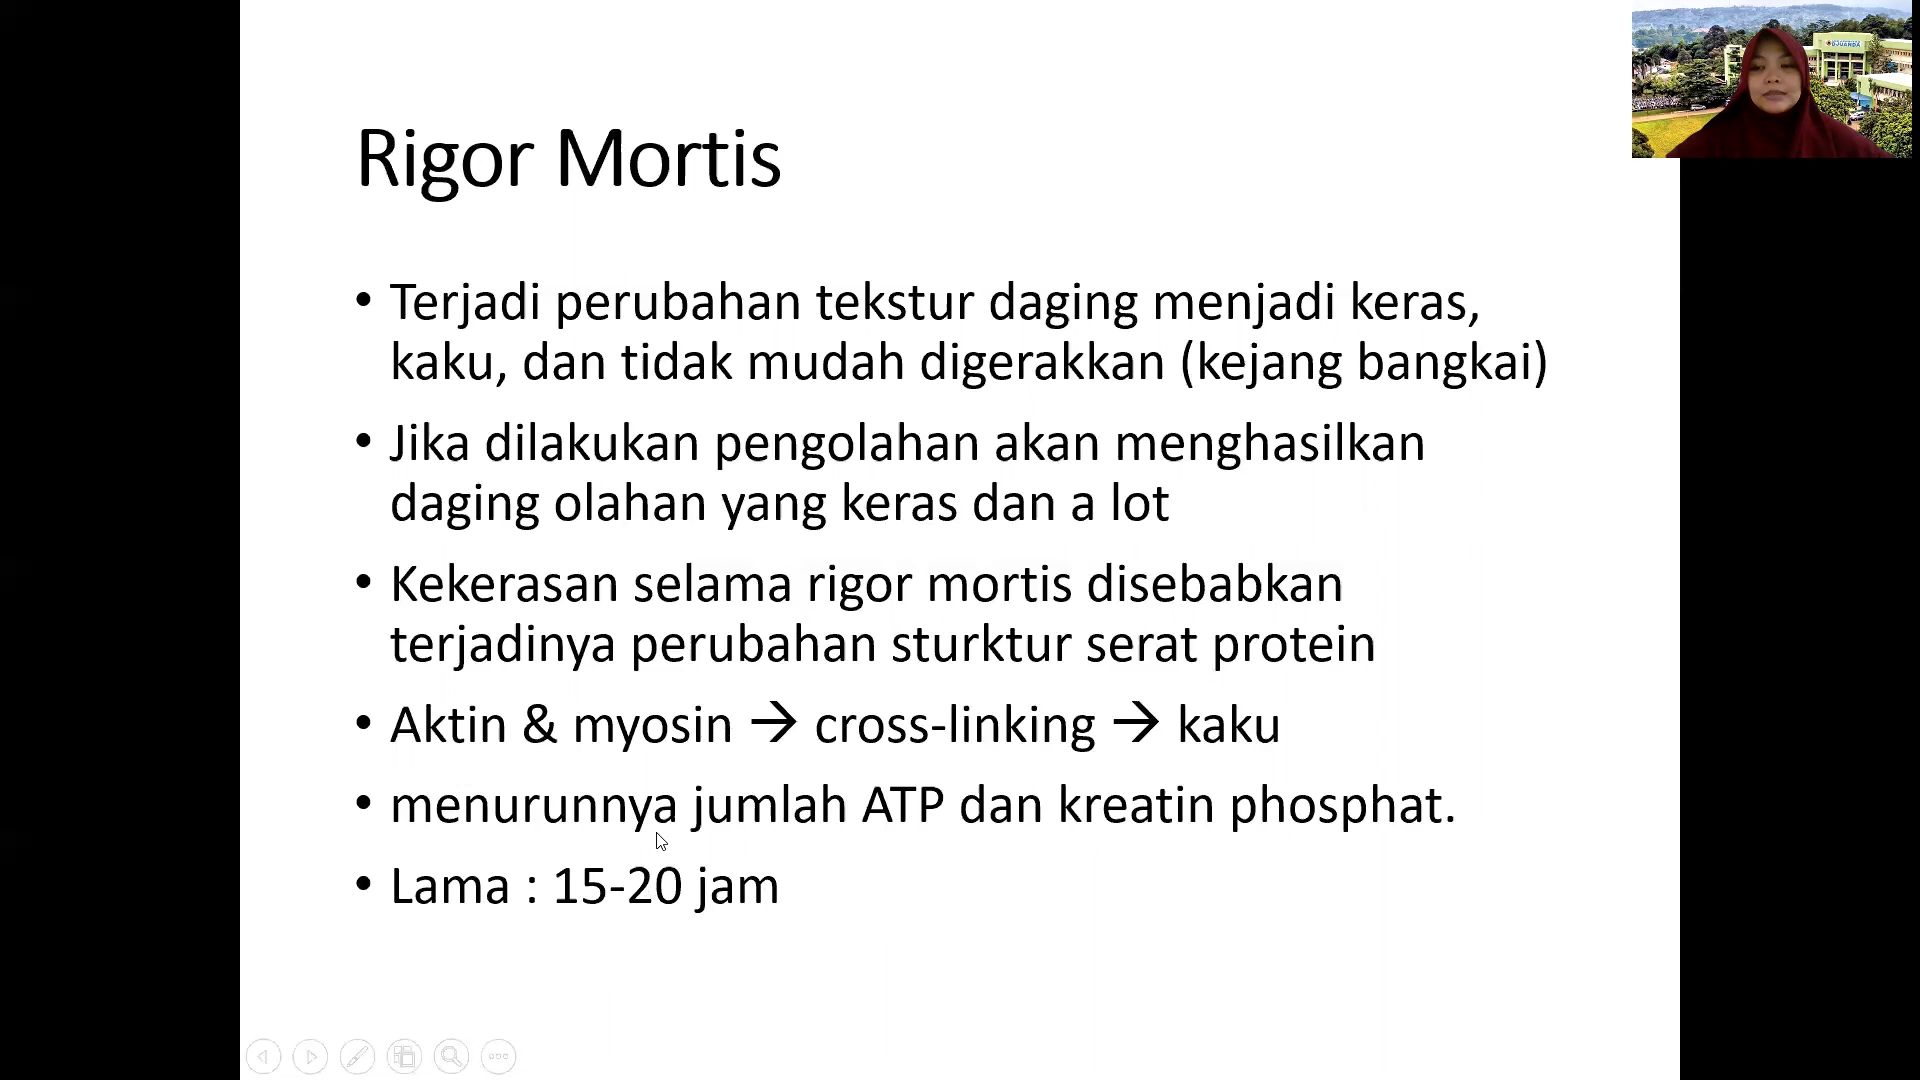 Rigor Mortis
• Terjadi perubahan tekstur daging menjadi keras,
kaku, dan tidak mudah digerakkan (kejang bangkai)
• Jika dilakukan pengolahan akan menghasilkan
daging olahan yang keras dan a lot
• Kekerasan selama rigor mortis disebabkan
terjadinya perubahan sturktur serat protein
• Aktin & myosin → cross-linking → kaku
• menurunnya jumlah ATP dan kreatin phosphat.
• Lama : 15-20 jam
DJUANDA